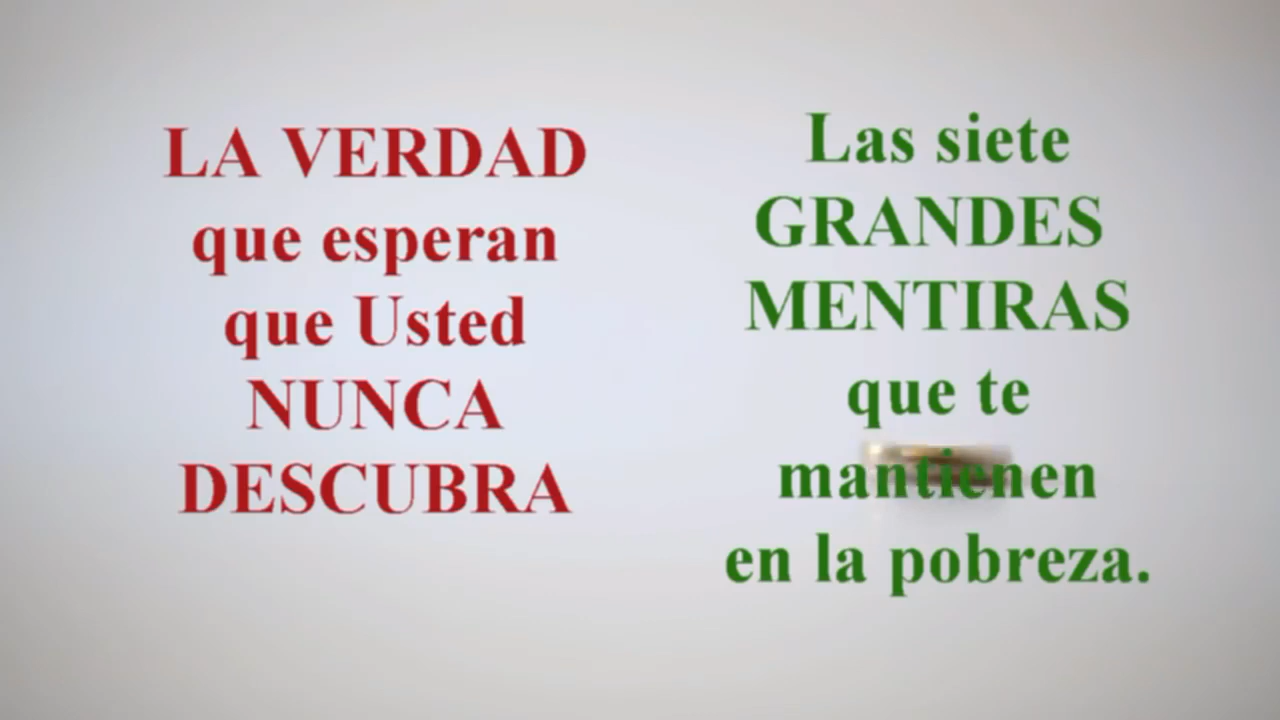 LA VERDAD
que esperan
que Usted
NUNCA
DESCUBRA
Las siete
GRANDES
MENTIRAS
que te
mantienen
en la pobreza.